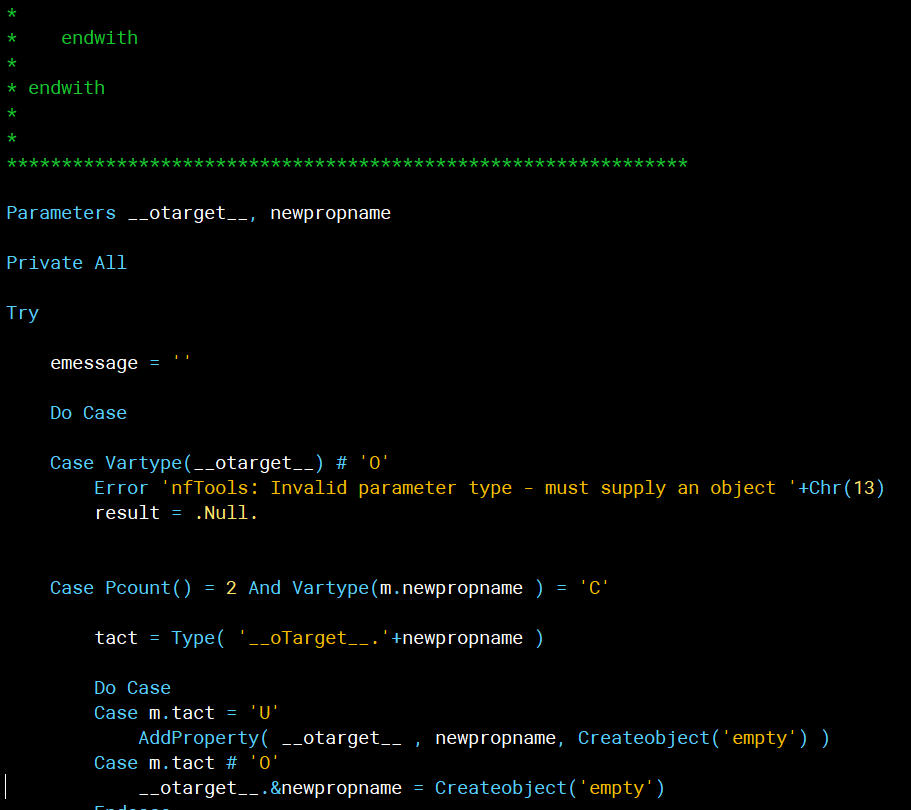 *
*    endwith
*
* endwith
*
*
**************************************************************
Parameters __otarget__, newpropname
Private All
Try
    emessage = ''
    Do Case
    Case Vartype(__otarget__) # 'O'
        Error 'nfTools: Invalid parameter type - must supply an object '+Chr(13)
        result = .Null.
    Case Pcount() = 2 And Vartype(m.newpropname ) = 'C'
        tact = Type( '__oTarget__.'+newpropname )
        Do Case
        Case m.tact = 'U'
            AddProperty( __otarget__ , newpropname, Createobject('empty') )
        Case m.tact # 'O'
            __otarget__.&newpropname = Createobject('empty')
        Endcase